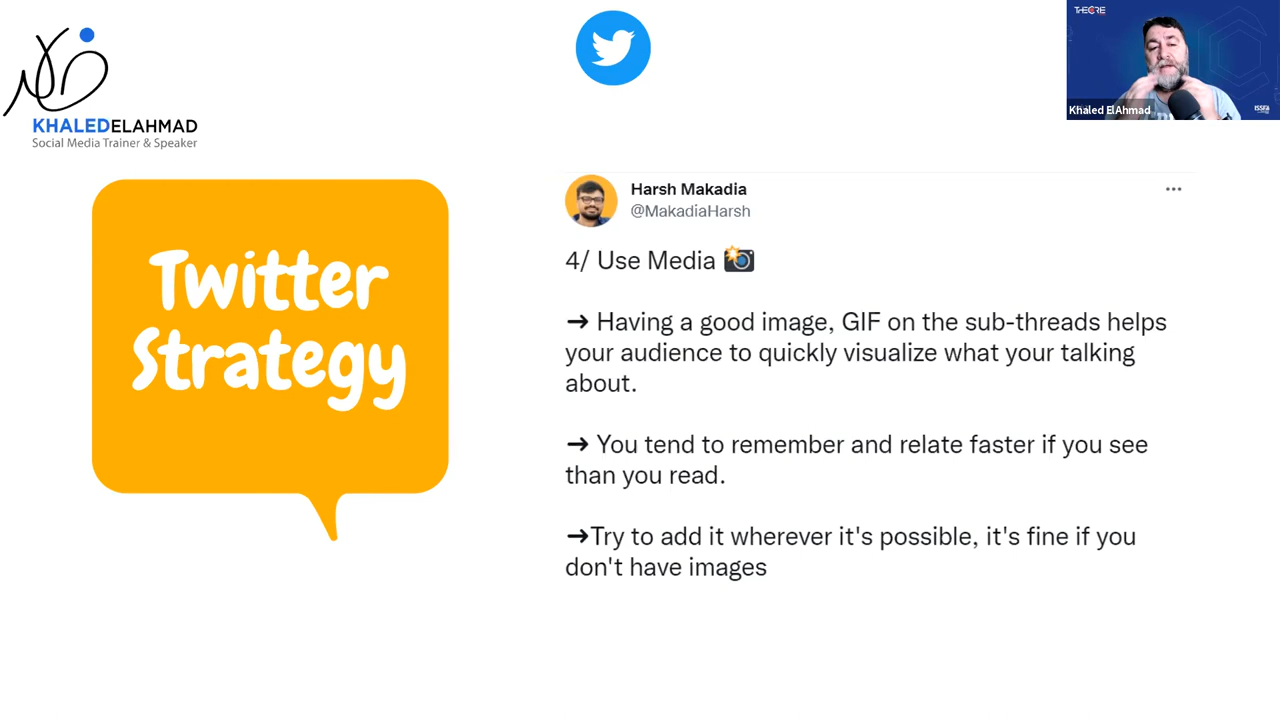 KHALEDELAHMAD
Social Media Trainer & Speaker
THECORE
Khaled ElAhmad
Twitter
Strategy
Harsh Makadia
@MakadiaHarsh
4/ Use Media 📸
➜ Having a good image, GIF on the sub-threads helps
your audience to quickly visualize what your talking
about.
➜ You tend to remember and relate faster if you see
than you read.
➜Try to add it wherever it's possible, it's fine if you
don't have images